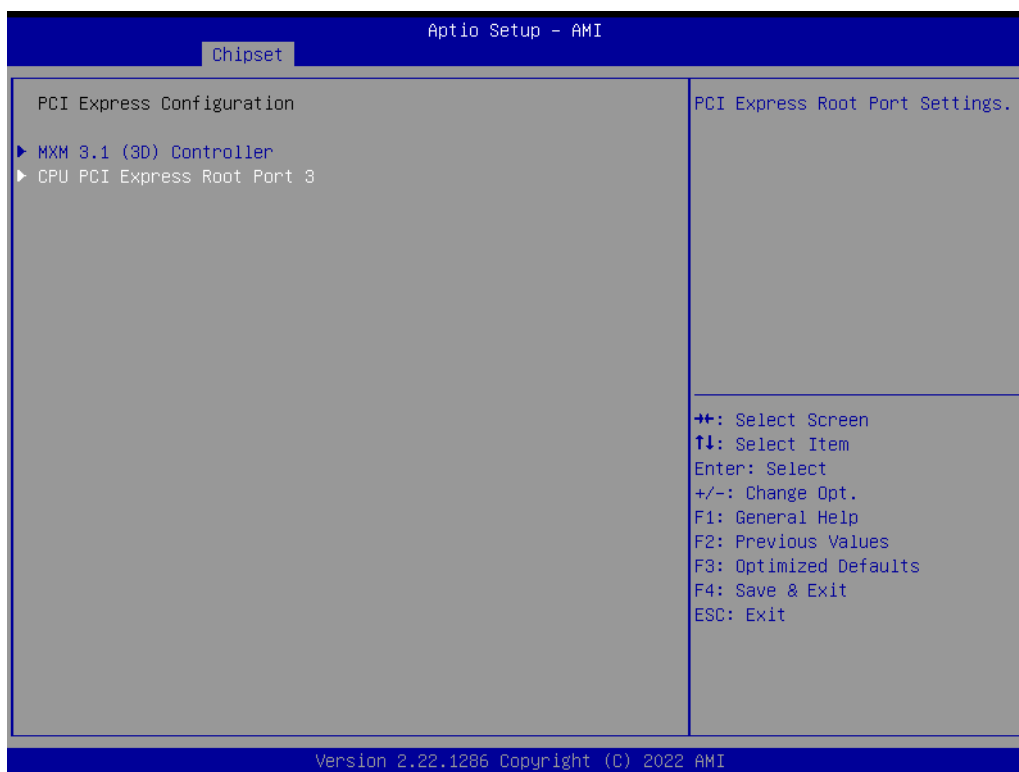 Aptio Setup - AMI
Chipset
PCI Express Configuration
MXM 3.1 (3D) Controller
CPU PCI Express Root Port 3
PCI Express Root Port Settings.
→←: Select Screen
↑↓: Select Item
Enter: Select
+/-: Change Opt.
F1: General Help
F2: Previous Values
F3: Optimized Defaults
F4: Save & Exit
ESC: Exit
Version 2.22.1286 Copyright (C) 2022 AMI